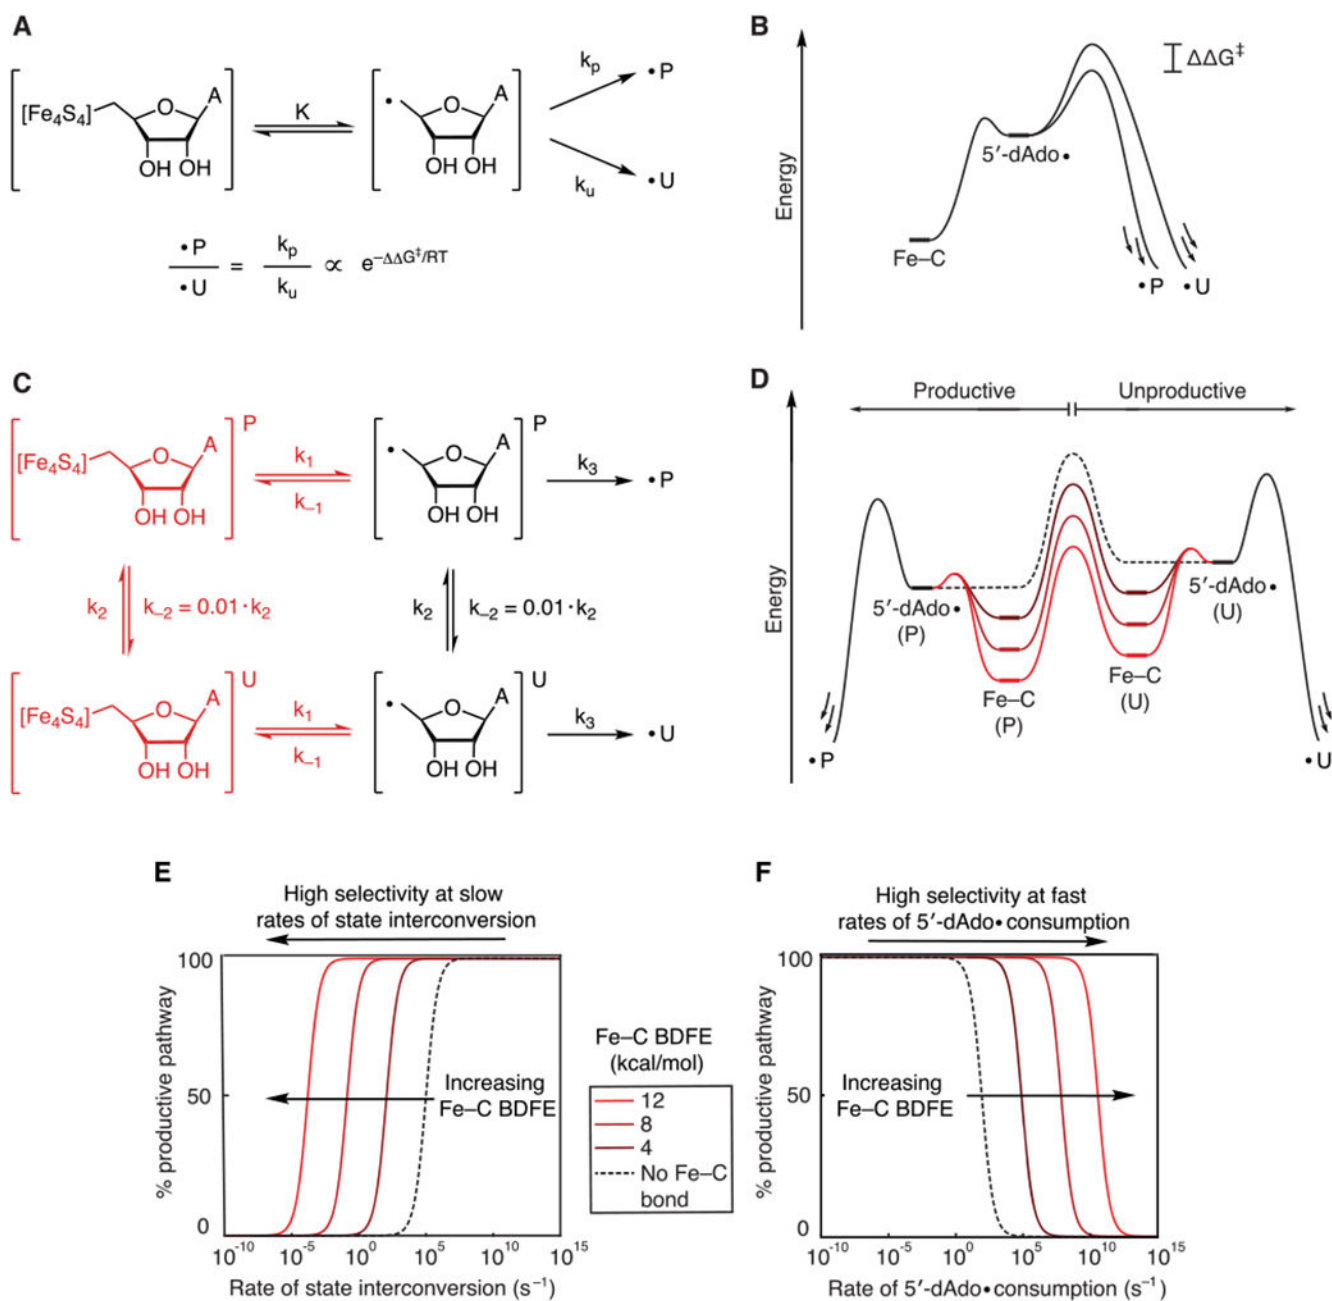 A
[Fe4S4]
O
A
OH OH
K
•
O
A
OH OH
kp
•P
ku
•U
•P
•U
=
kp
ku
∝ e−ΔΔG‡/RT
B
Energy
ΔΔG‡
5′-dAdo•
Fe–C
•P •U
C
[Fe4S4]
O
A
P
OH OH
k1
k−1
•
O
A
P
OH OH
k3
•P
k2
k−2 = 0.01·k2
k2
k−2 = 0.01·k2
[Fe4S4]
O
A
U
OH OH
k1
k−1
•
O
A
U
OH OH
k3
•U
D
Productive
Unproductive
Energy
5′-dAdo•
(P)
5′-dAdo•
(U)
Fe–C
(P)
Fe–C
(U)
•P
•U
E
High selectivity at slow
rates of state interconversion
% productive pathway
100
50
0
Increasing
Fe–C BDFE
10−10 10−5 100 105 1010 1015
Rate of state interconversion (s−1)
Fe–C BDFE
(kcal/mol)
12
8
4
No Fe–C
bond
F
High selectivity at fast
rates of 5′-dAdo•consumption
% productive pathway
100
50
0
Increasing
Fe–C BDFE
10−10 10−5 100 105 1010 1015
Rate of 5′-dAdo•consumption (s−1)